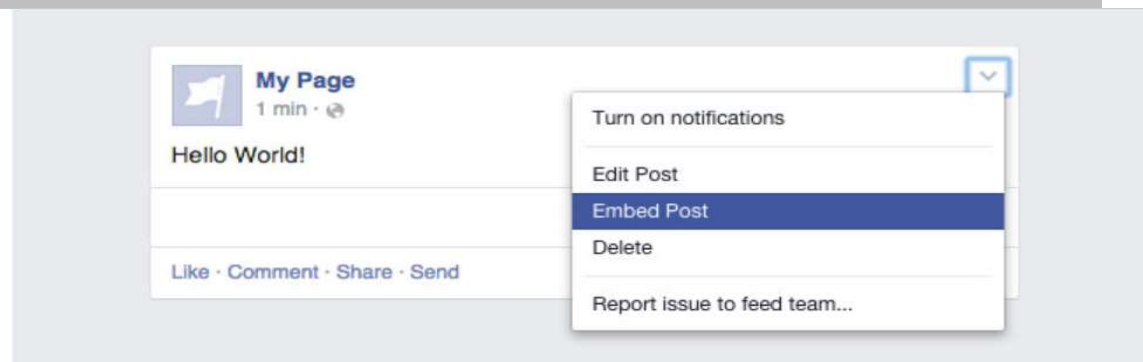 My Page
1 min ·
Hello World!
Like · Comment · Share · Send
Turn on notifications
Edit Post
Embed Post
Delete
Report issue to feed team...